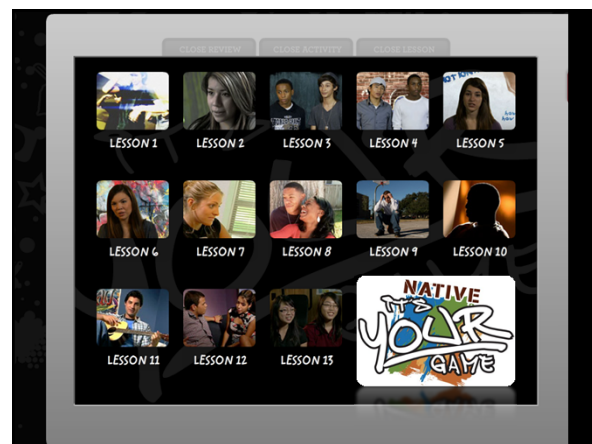 CLOSE REVIEW CLOSE ACTIVITY CLOSE LESSON
LESSON 1 LESSON 2 LESSON 3 LESSON 4 LESSON 5
LESSON 6 LESSON 7 LESSON 8 LESSON 9 LESSON 10
LESSON 11 LESSON 12 LESSON 13
NATIVE
IT'S
YOUR
GAME